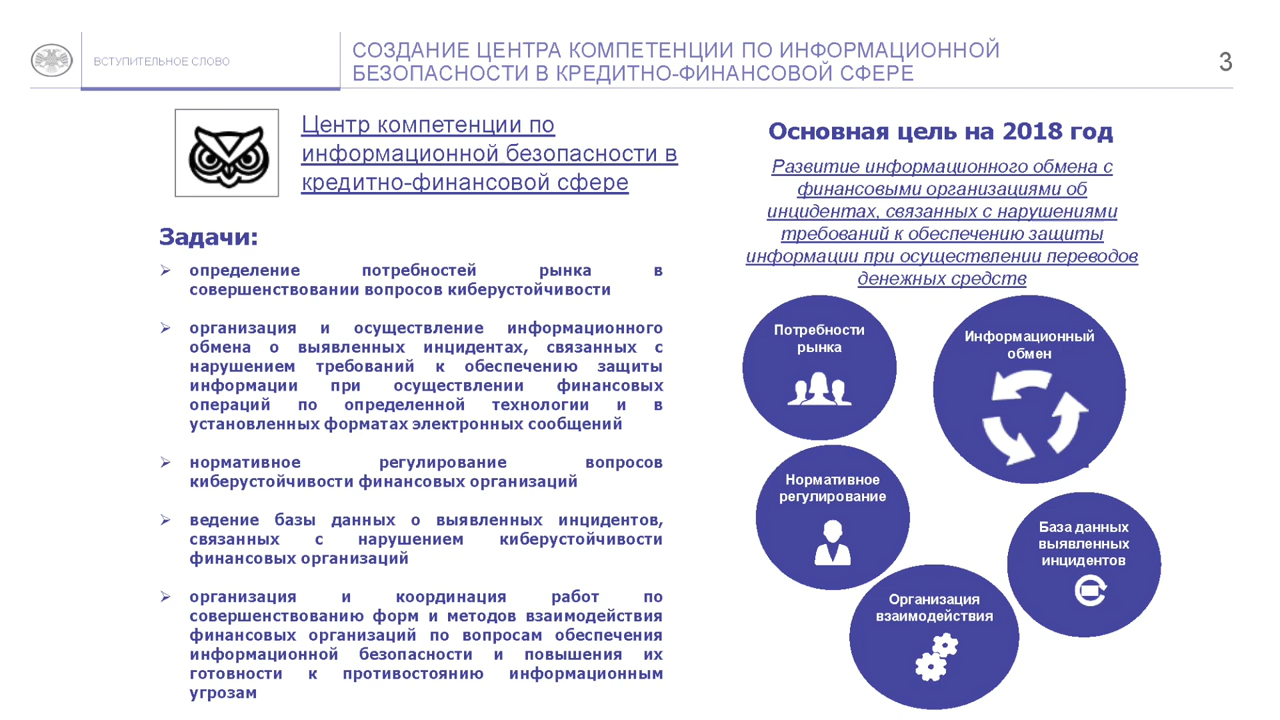 ВСТУПИТЕЛЬНОЕ СЛОВО
СОЗДАНИЕ ЦЕНТРА КОМПЕТЕНЦИИ ПО ИНФОРМАЦИОННОЙ
БЕЗОПАСНОСТИ В КРЕДИТНО-ФИНАНСОВОЙ СФЕРЕ
3
Центр компетенции по
информационной безопасности в
кредитно-финансовой сфере
Задачи:
определение потребностей рынка в
совершенствовании вопросов киберустойчивости
организация и осуществление информационного
обмена о выявленных инцидентах, связанных с
нарушением требований к обеспечению защиты
информации при осуществлении финансовых
операций по определенной технологии и в
установленных форматах электронных сообщений
нормативное регулирование вопросов
киберустойчивости финансовых организаций
ведение базы данных о выявленных инцидентов,
связанных с нарушением киберустойчивости
финансовых организаций
организация и координация работ по
совершенствованию форм и методов взаимодействия
финансовых организаций по вопросам обеспечения
информационной безопасности и повышения их
готовности к противостоянию информационным
угрозам
Основная цель на 2018 год
Развитие информационного обмена с
финансовыми организациями об
инцидентах, связанных с нарушениями
требований к обеспечению защиты
информации при осуществлении переводов
денежных средств
Потребности
рынка
Информационный
обмен
Нормативное
регулирование
База данных
выявленных
инцидентов
Организация
взаимодействия